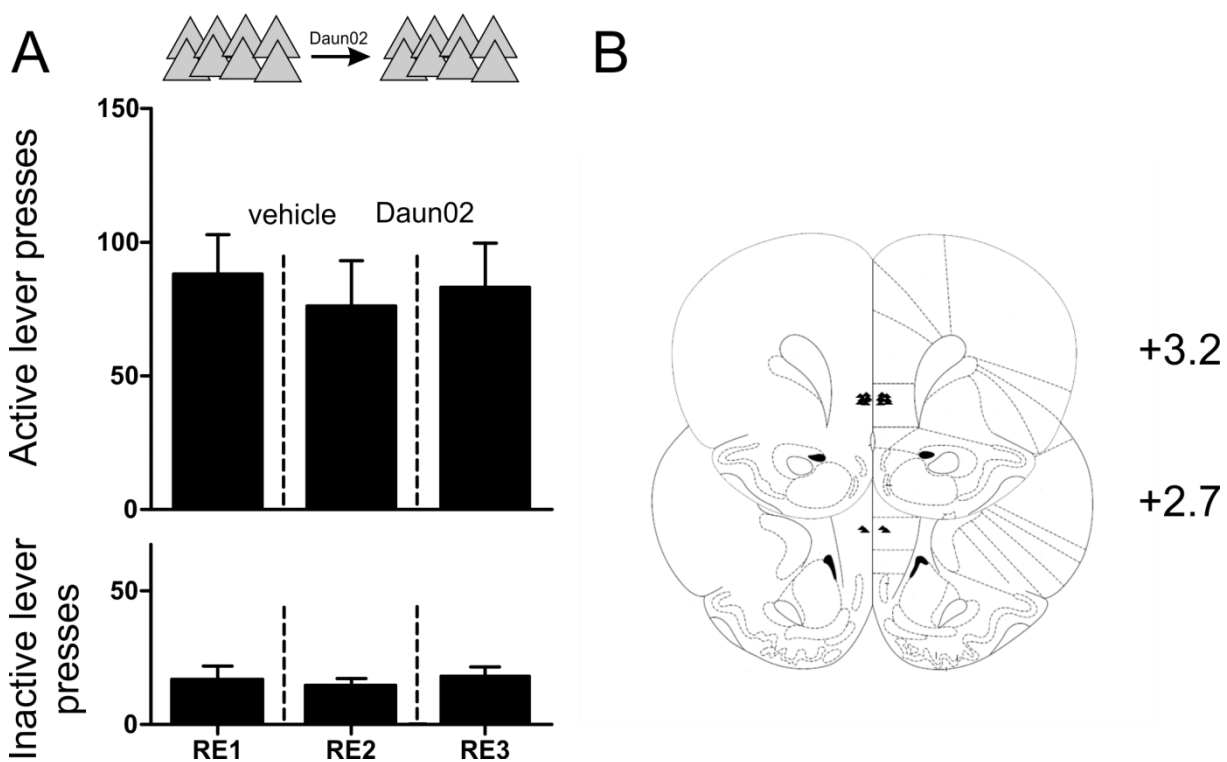 A
Daun02
B
150
100
50
0
Active lever presses
vehicle
Daun02
50
0
Inactive lever
presses
RE1
RE2
RE3
+3.2
+2.7